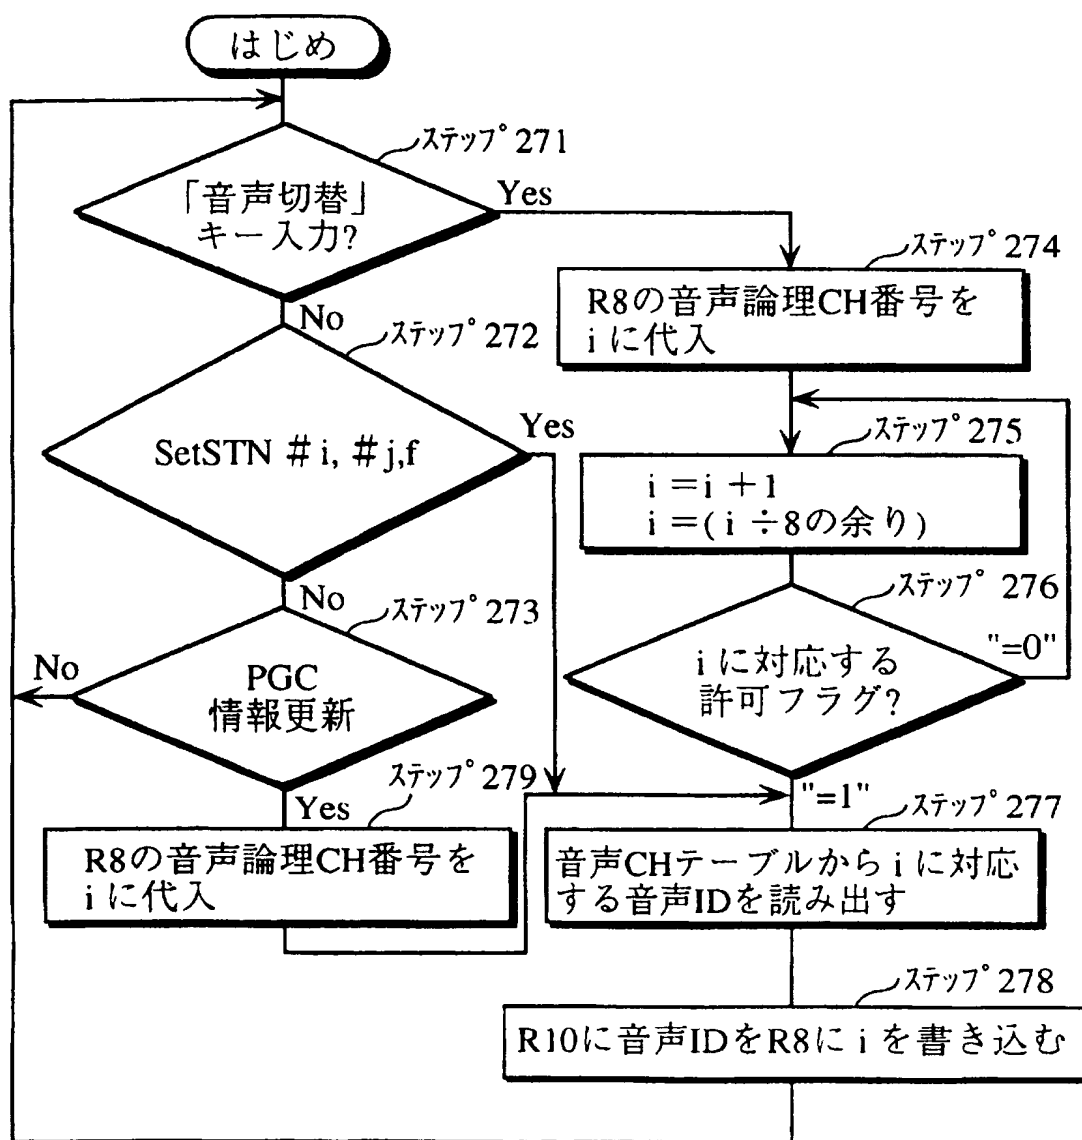 はじめ
ステップ271
「音声切替」
キー入力?
Yes
No
ステップ272
SetSTN #i, #j,f
Yes
No
ステップ273
PGC
情報更新
No
Yes
ステップ279
R8の音声論理CH番号を
iに代入
ステップ274
R8の音声論理CH番号を
iに代入
ステップ275
i=i+1
i=(i÷8の余り)
ステップ276
iに対応する
許可フラグ?
"=0"
"=1"
ステップ277
音声CHテーブルからiに対応
する音声IDを読み出す
ステップ278
R10に音声IDをR8にiを書き込む